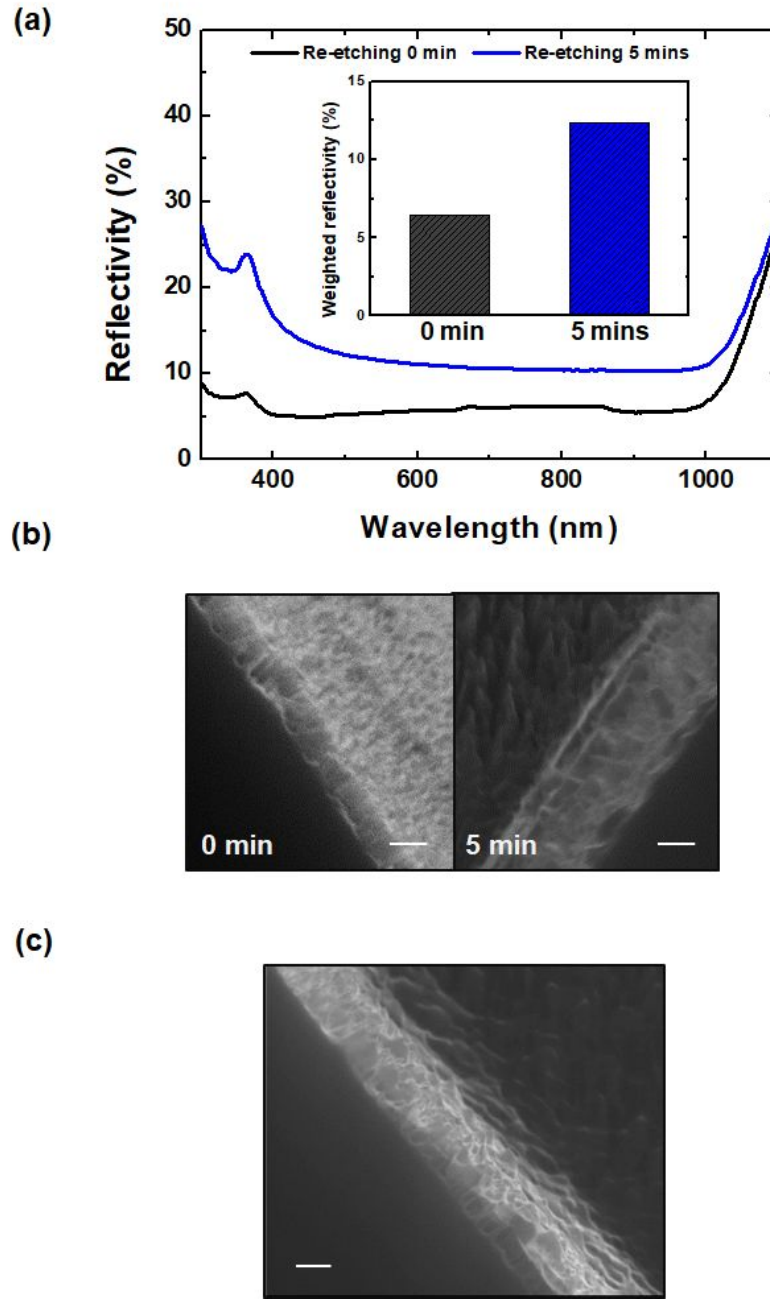 (a)
50
40
30
20
10
0
Reflectivity (%)
Re-etching 0 min Re-etching 5 mins
15
10
5
0
Weighted reflectivity (%)
0 min 5 mins
400 600 800 1000
Wavelength (nm)
(b)
0 min 5 min
(c)